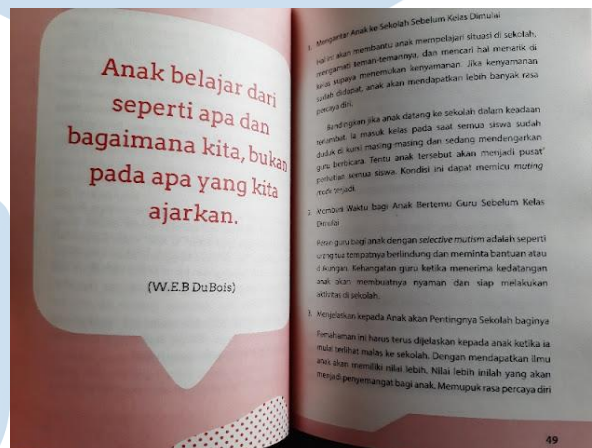 Anak belajar dari
seperti apa dan
bagaimana kita, bukan
pada apa yang kita
ajarkan.
(W.E.B DuBois)
1. Mengantar Anak ke Sekolah Sebelum Kelas Dimulai
Hal ini akan membantu anak mempelajari situasi di sekolah,
mengamati teman-temannya, dan mencari hal menarik di
kelas supaya menemukan kenyamanan. Jika kenyamanan
sudah didapat, anak akan mendapatkan lebih banyak rasa
percaya diri.
Bandingkan jika anak datang ke sekolah dalam keadaan
terlambat. Ia masuk kelas pada saat semua siswa sudah
duduk di kursi masing-masing dan sedang mendengarkan
guru berbicara. Tentu anak tersebut akan menjadi pusat
perhatian semua siswa. Kondisi ini dapat memicu muting
mode terjadi.
2. Memberi Waktu bagi Anak Bertemu Guru Sebelum Kelas
Dimulai
Peran guru bagi anak dengan selective mutism adalah seperti
orang tua tempatnya berlindung dan meminta bantuan atau
dukungan. Kehangatan guru ketika menerima kedatangan
anak akan membuatnya nyaman dan siap melakukan
aktivitas di sekolah.
3. Menjelaskan kepada Anak akan Pentingnya Sekolah baginya
Pemahaman ini harus terus dijelaskan kepada anak ketika ia
mulai terlihat malas ke sekolah. Dengan mendapatkan ilmu
anak akan memiliki nilai lebih. Nilai lebih inilah yang akan
menjadi penyemangat bagi anak. Memupuk rasa percaya diri
49